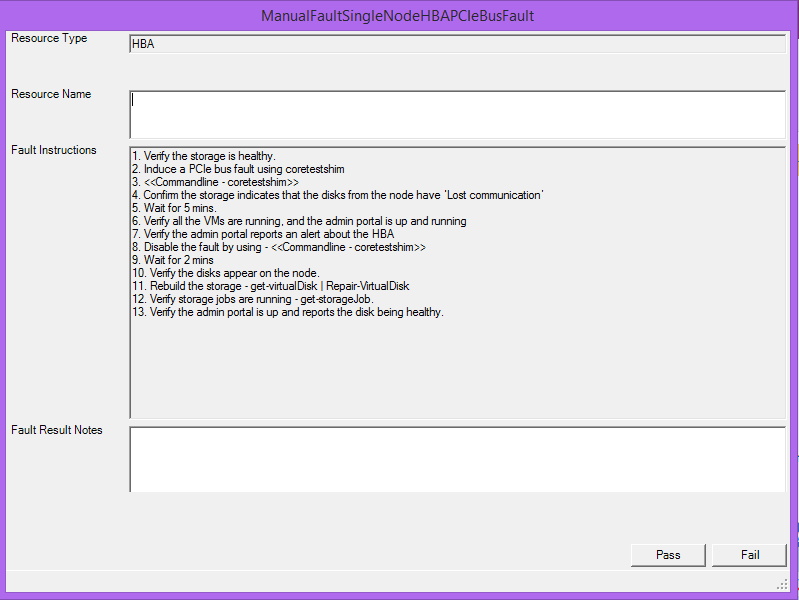 ManualFaultSingleNodeHBAPCIeBusFault
Resource Type
HBA
Resource Name
Fault Instructions
1. Verify the storage is healthy.
2. Induce a PCIe bus fault using coretestshim
3. <<Commandline - coretestshim>>
4. Confirm the storage indicates that the disks from the node have 'Lost communication'
5. Wait for 5 mins.
6. Verify all the VMs are running, and the admin portal is up and running
7. Verify the admin portal reports an alert about the HBA
8. Disable the fault by using - <<Commandline - coretestshim>>
9. Wait for 2 mins
10. Verify the disks appear on the node.
11. Rebuild the storage - get-virtualDisk | Repair-VirtualDisk
12. Verify storage jobs are running - get-storageJob.
13. Verify the admin portal is up and reports the disk being healthy.
Fault Result Notes
Pass
Fail